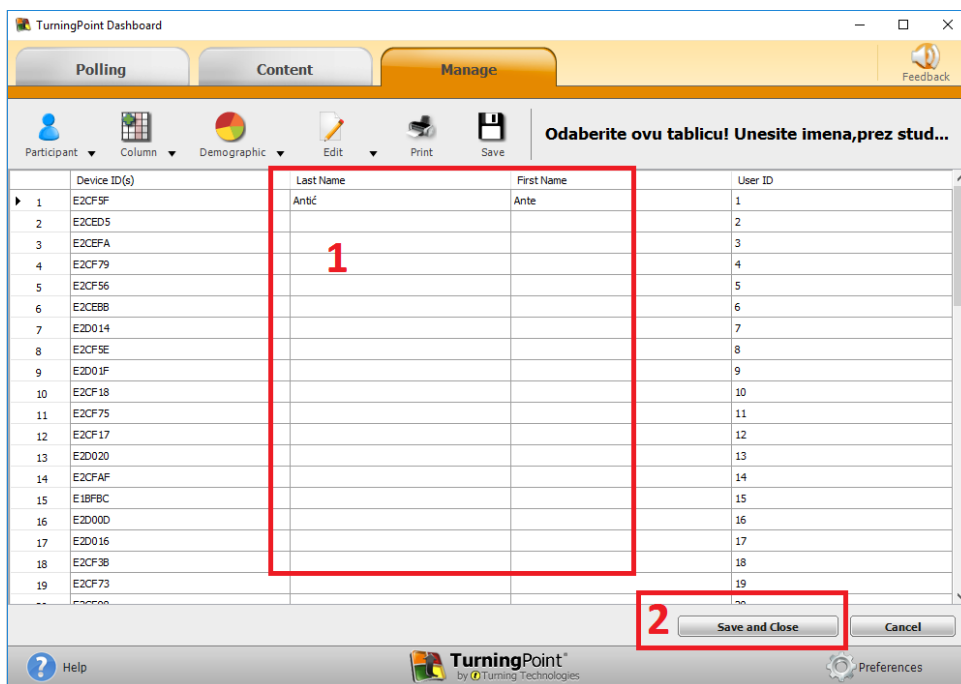 TurningPoint Dashboard
Polling Content Manage
Feedback
Participant Column Demographic Edit Print Save
Odaberite ovu tablicu! Unesite imena,prez stud...
Device ID(s) Last Name First Name User ID
1 E2CF5F Antić Ante 1
2 E2CED5 2
3 E2CEFA 3
1
4 E2CF79 4
5 E2CF56 5
6 E2CEBB 6
7 E2D014 7
8 E2CF5E 8
9 E2D01F 9
10 E2CF18 10
11 E2CF75 11
12 E2CF17 12
13 E2D020 13
14 E2CFAF 14
15 E1BFBC 15
16 E2D00D 16
17 E2D016 17
18 E2CF3B 18
19 E2CF73 19
2 Save and Close Cancel
Help
TurningPoint®
by Turning Technologies
Preferences